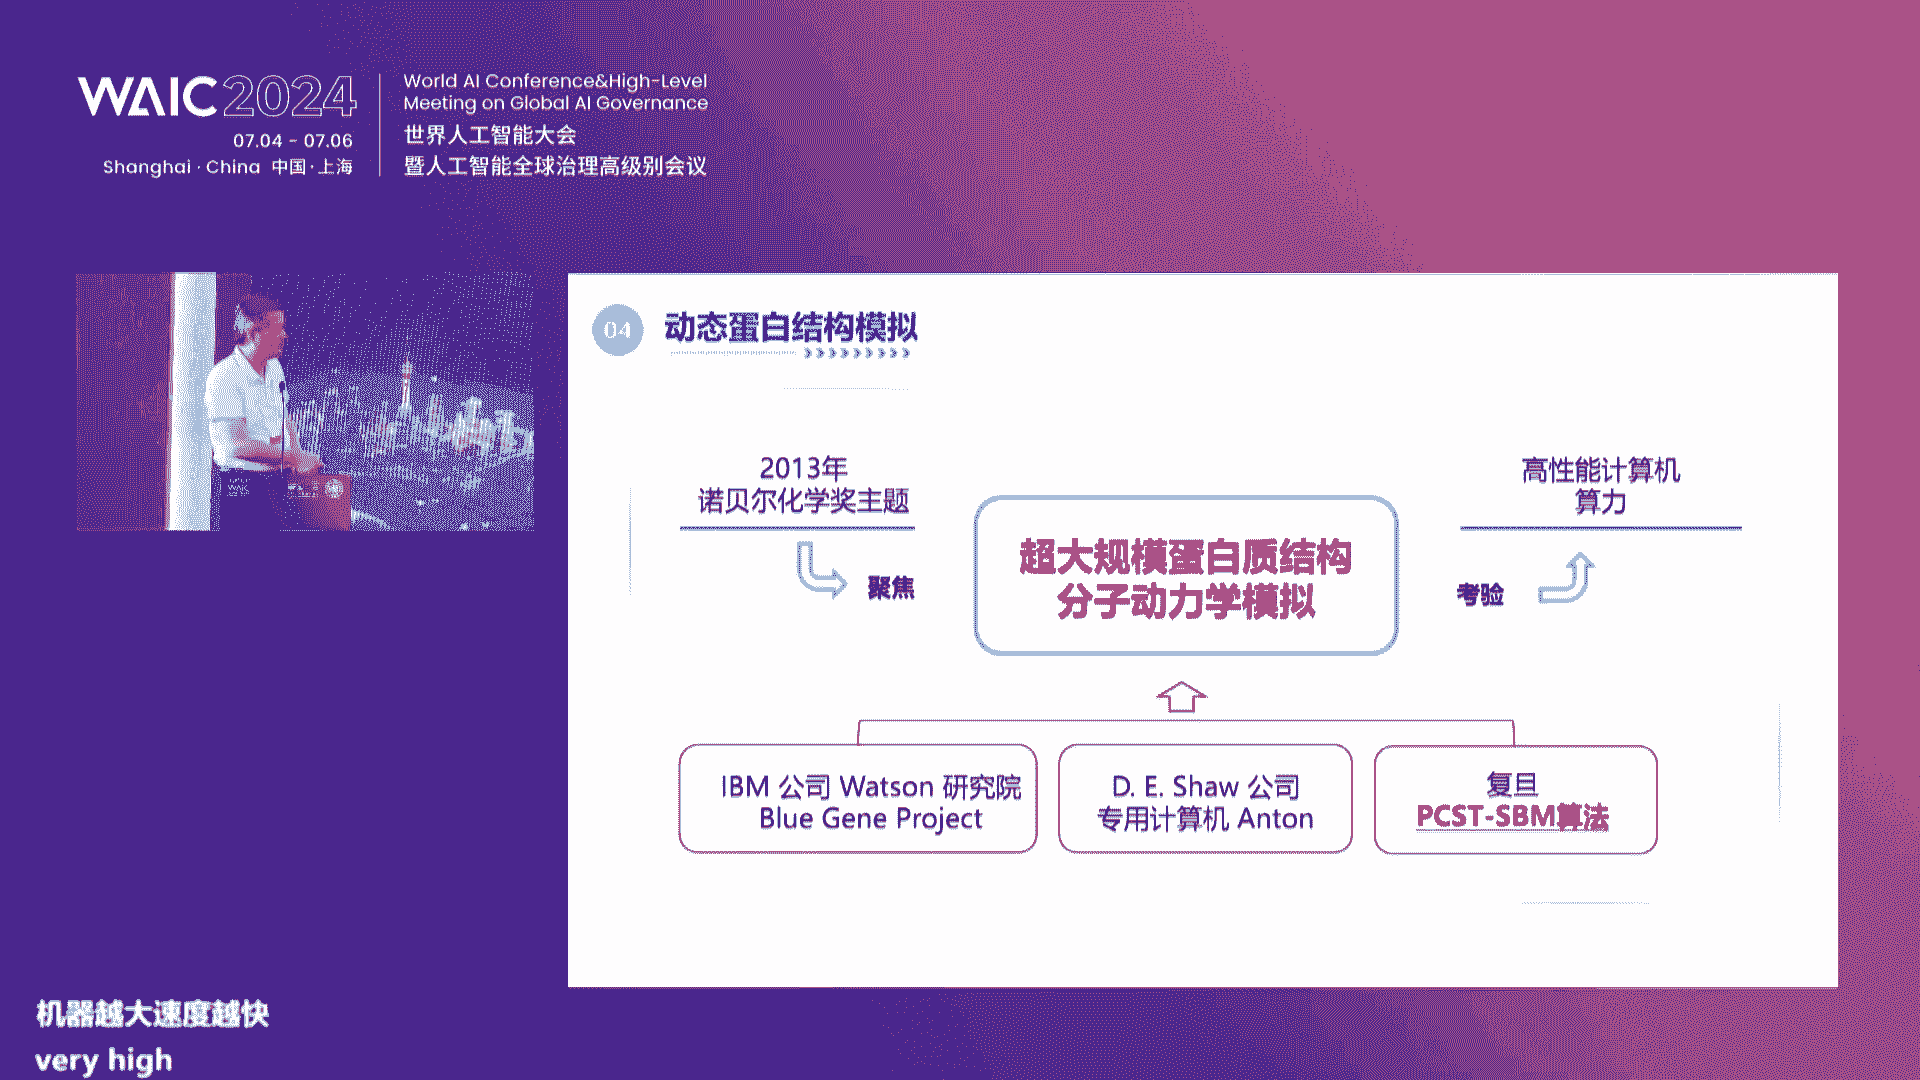 WAIC 2024
07.04 - 07.06
Shanghai · China 中国·上海
World AI Conference&High-Level
Meeting on Global AI Governance
世界人工智能大会
暨人工智能全球治理高级别会议
04 动态蛋白结构模拟
2013年
诺贝尔化学奖主题
聚焦
超大规模蛋白质结构
分子动力学模拟
高性能计算机
算力
考验
IBM 公司 Watson 研究院
Blue Gene Project
D. E. Shaw 公司
专用计算机 Anton
复旦
PCST-SBM算法
机器越大速度越快
very high